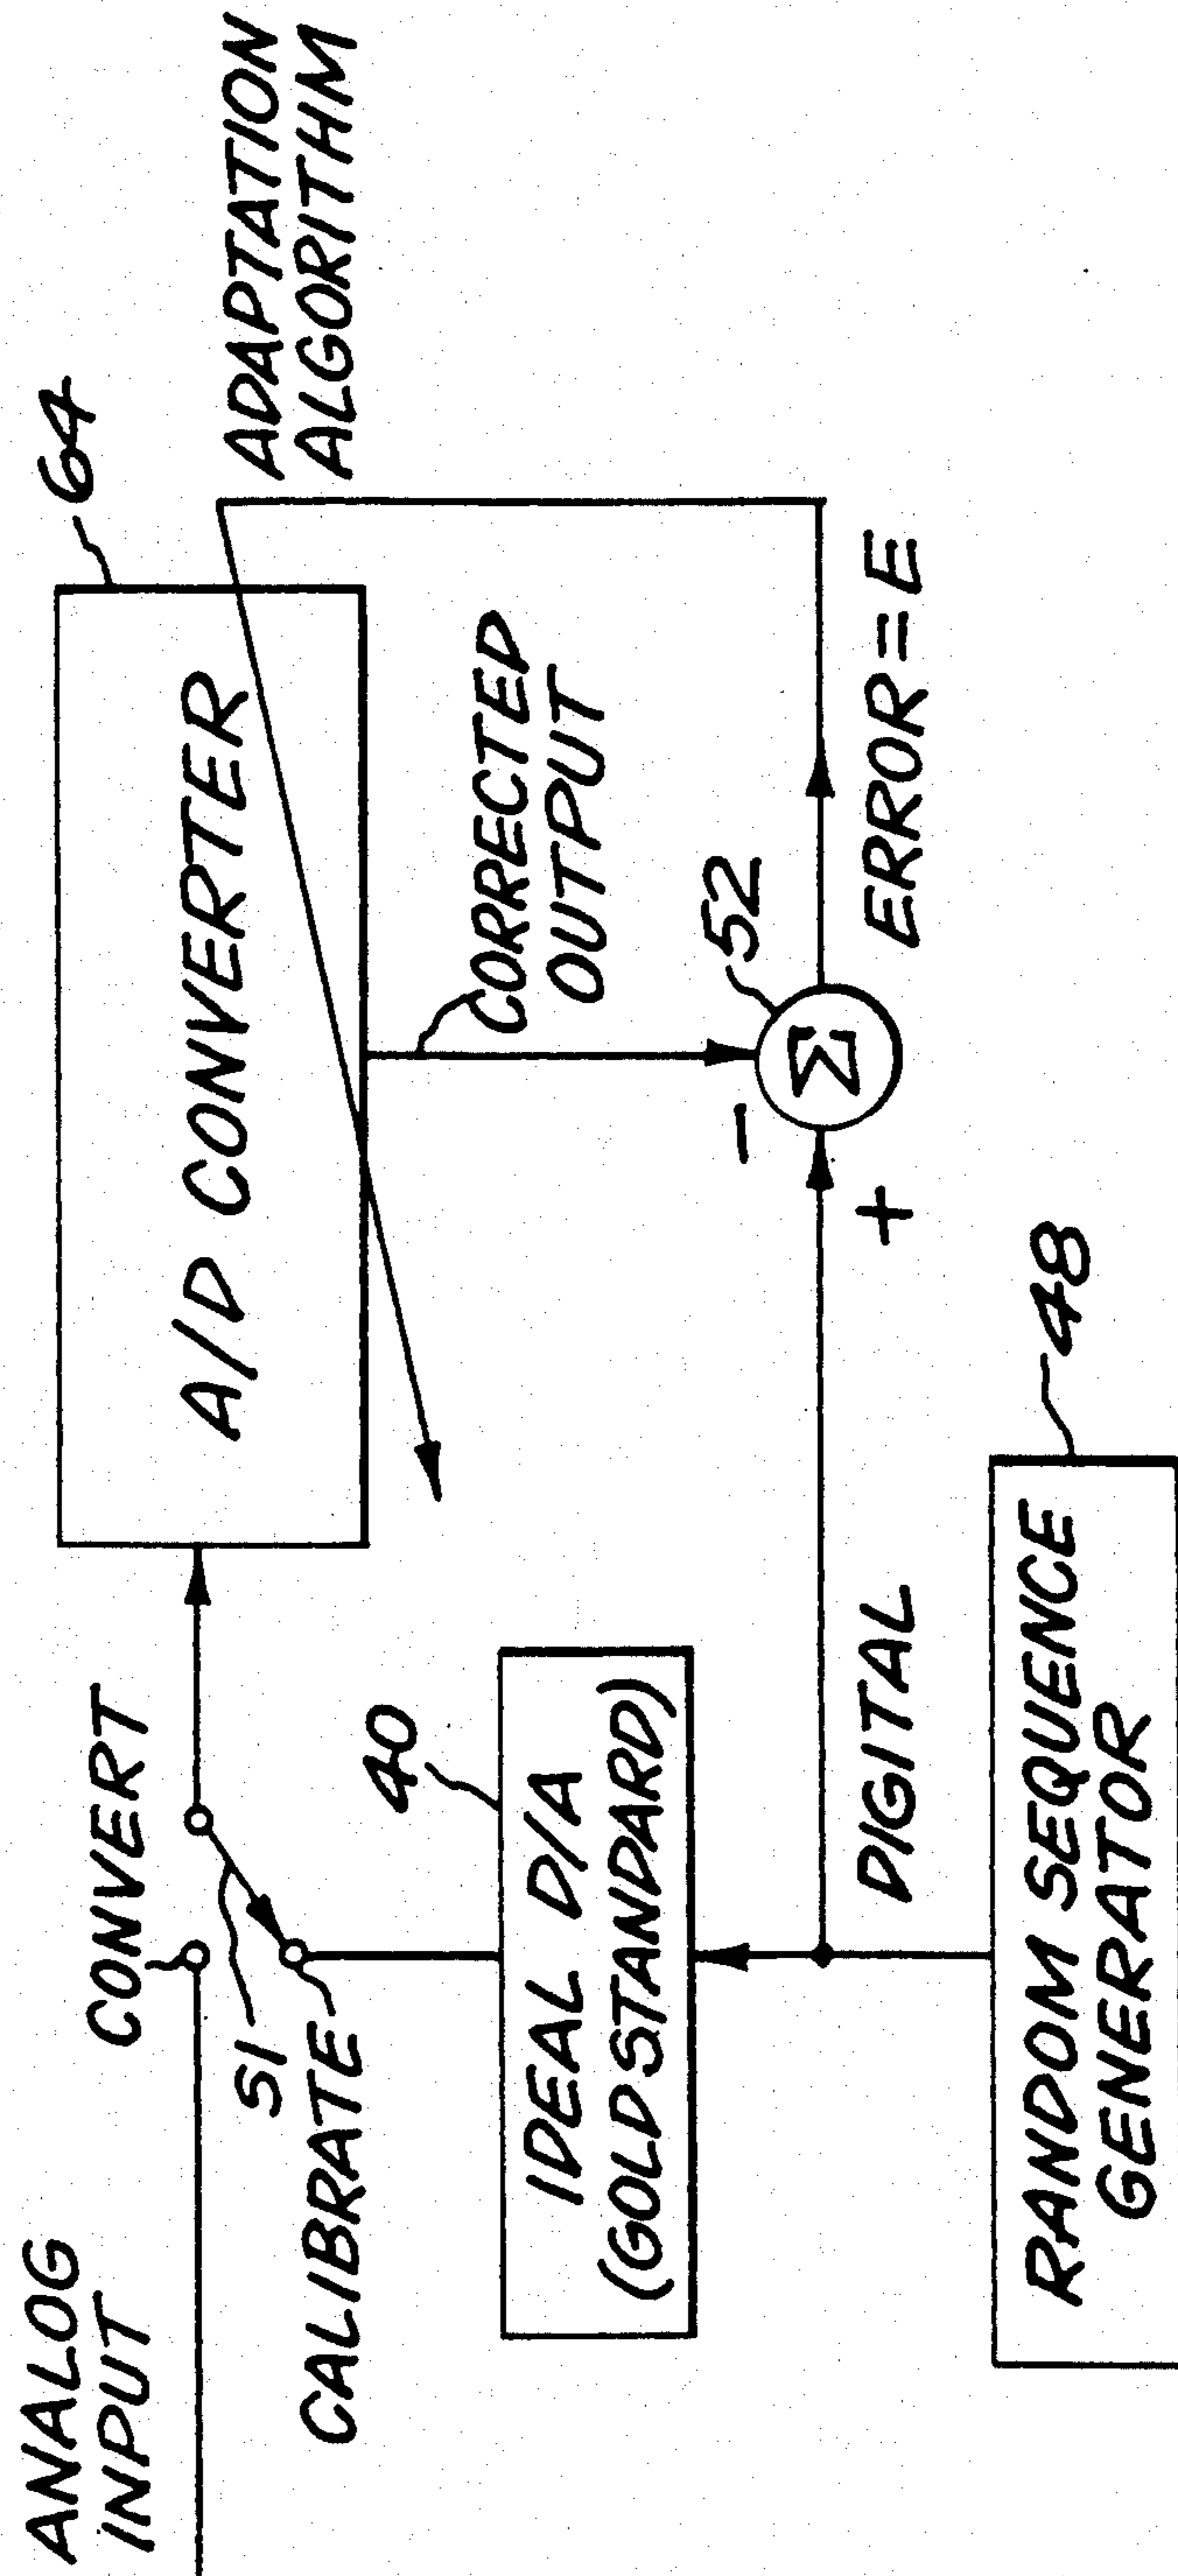 ANALOG
INPUT
CONVERT
S1
CALIBRATE
A/D CONVERTER
64
ADAPTATION
ALGORITHM
40
IDEAL D/A
(GOLD STANDARD)
CORRECTED
OUTPUT
52
-
Σ
+
ERROR = E
DIGITAL
48
RANDOM SEQUENCE
GENERATOR